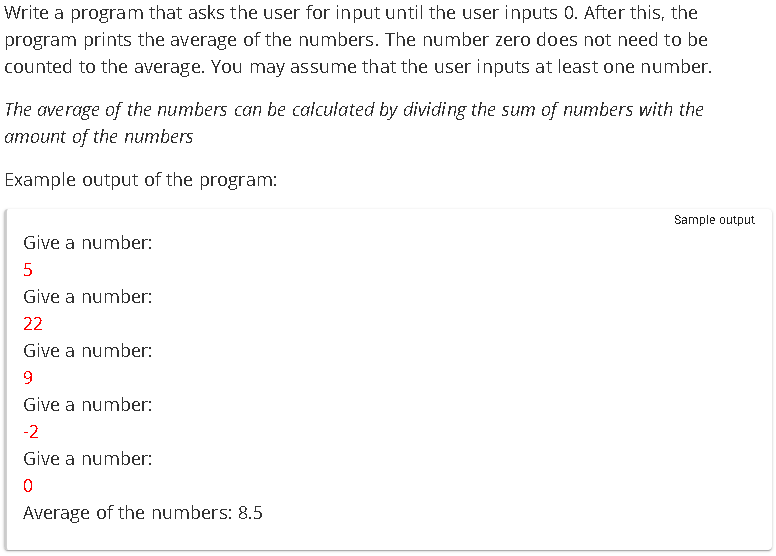 Write a program that asks the user for input until the user inputs 0. After this, the
program prints the average of the numbers. The number zero does not need to be
counted to the average. You may assume that the user inputs at least one number.
The average of the numbers can be calculated by dividing the sum of numbers with the
amount of the numbers
Example output of the program:
Sample output
Give a number:
5
Give a number:
22
Give a number:
9
Give a number:
-2
Give a number:
0
Average of the numbers: 8.5